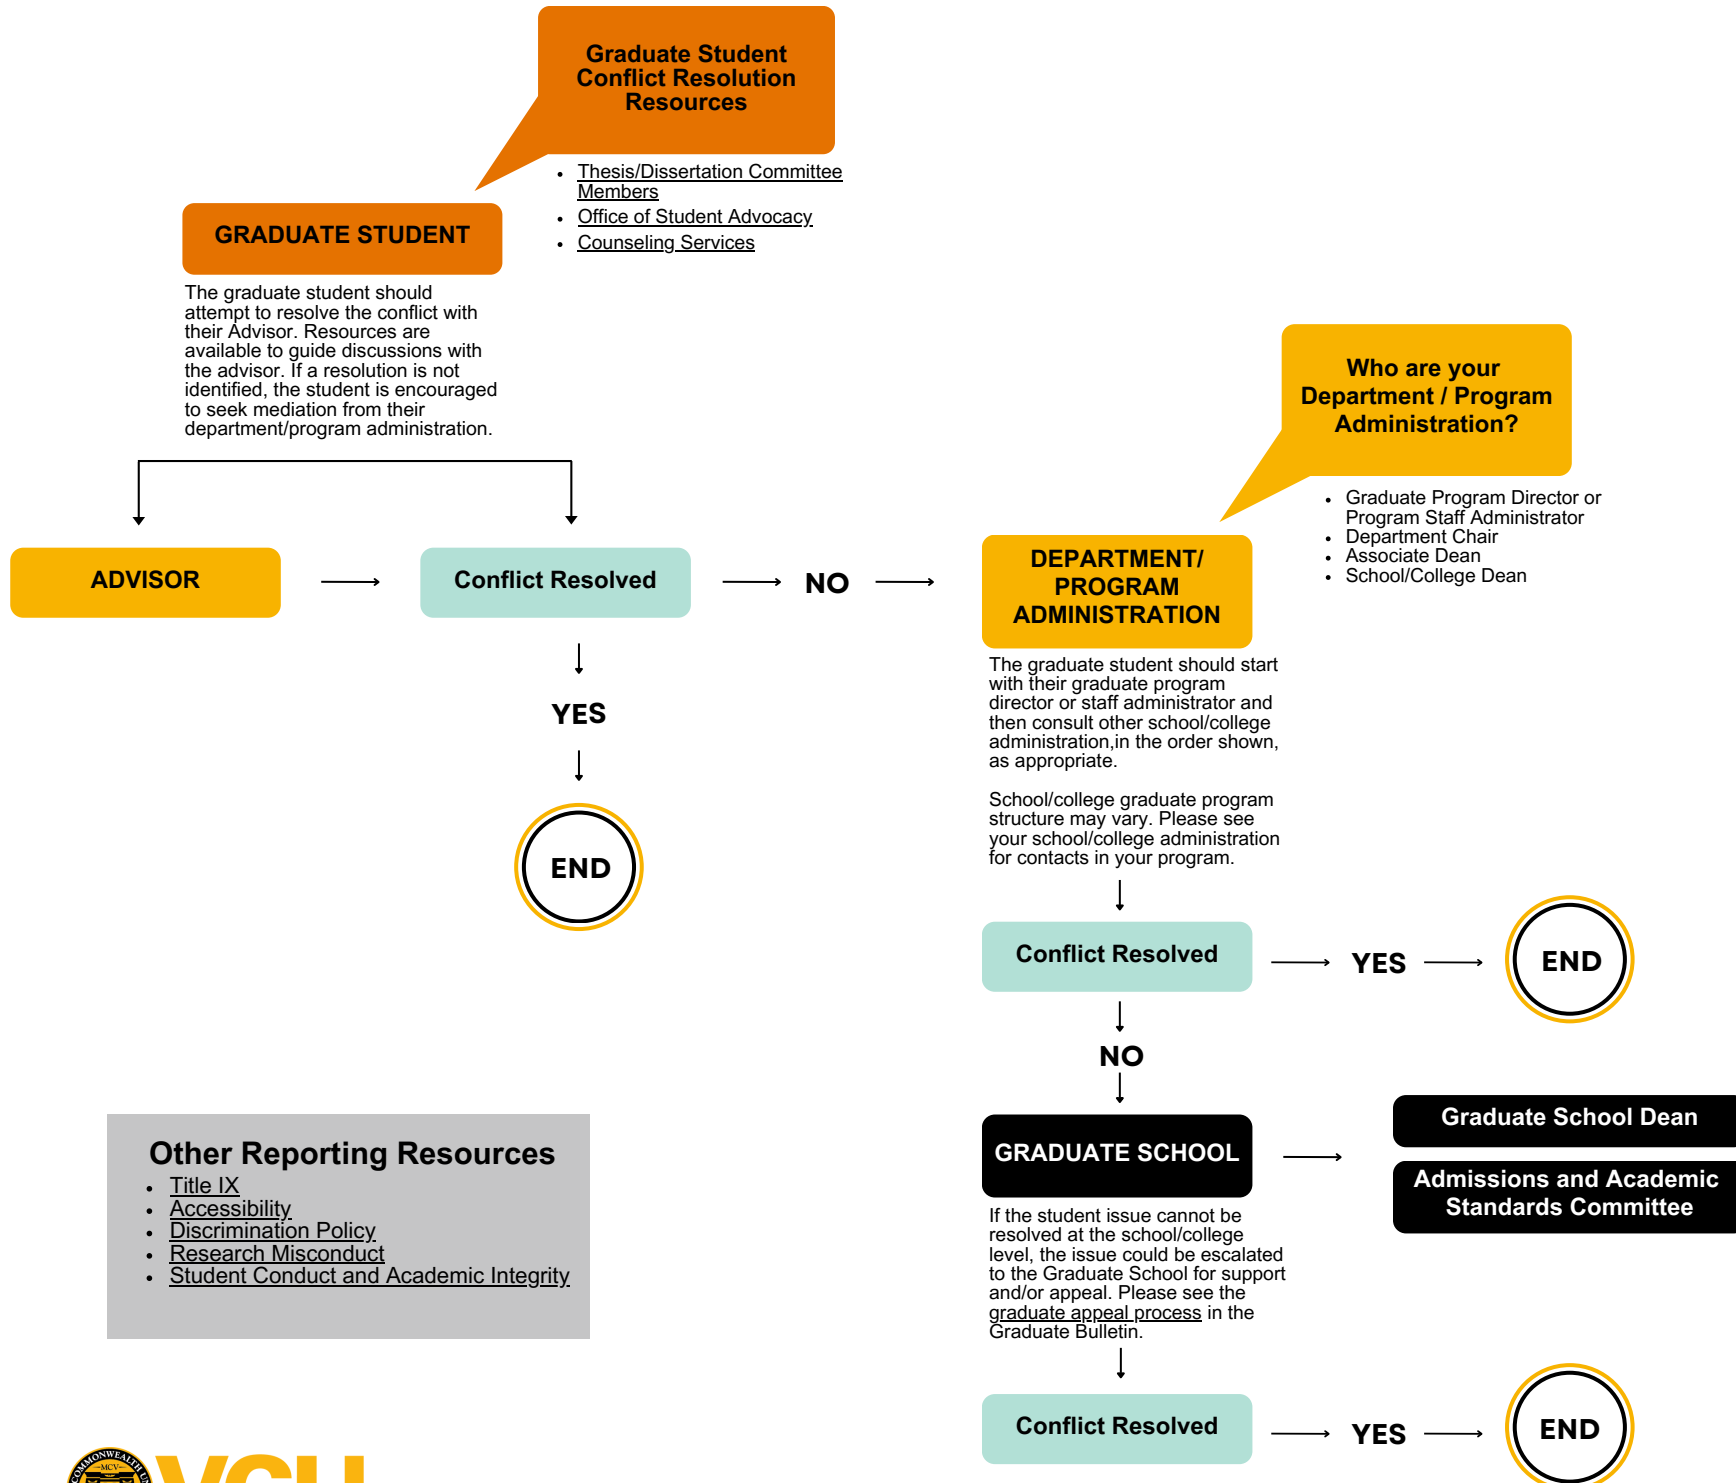 Graduate Student
Conflict Resolution
Resources
• Thesis/Dissertation Committee
Members
• Office of Student Advocacy
• Counseling Services
GRADUATE STUDENT
The graduate student should
attempt to resolve the conflict with
their Advisor. Resources are
available to guide discussions with
the advisor. If a resolution is not
identified, the student is encouraged
to seek mediation from their
department/program administration.
Who are your
Department / Program
Administration?
• Graduate Program Director or
Program Staff Administrator
• Department Chair
• Associate Dean
• School/College Dean
ADVISOR
Conflict Resolved
NO
YES
END
DEPARTMENT/
PROGRAM
ADMINISTRATION
The graduate student should start
with their graduate program
director or staff administrator and
then consult other school/college
administration,in the order shown,
as appropriate.
School/college graduate program
structure may vary. Please see
your school/college administration
for contacts in your program.
Conflict Resolved
YES
END
NO
GRADUATE SCHOOL
Graduate School Dean
Admissions and Academic
Standards Committee
If the student issue cannot be
resolved at the school/college
level, the issue could be escalated
to the Graduate School for support
and/or appeal. Please see the
graduate appeal process in the
Graduate Bulletin.
Conflict Resolved
YES
END
Other Reporting Resources
• Title IX
• Accessibility
• Discrimination Policy
• Research Misconduct
• Student Conduct and Academic Integrity
MCV
VCU